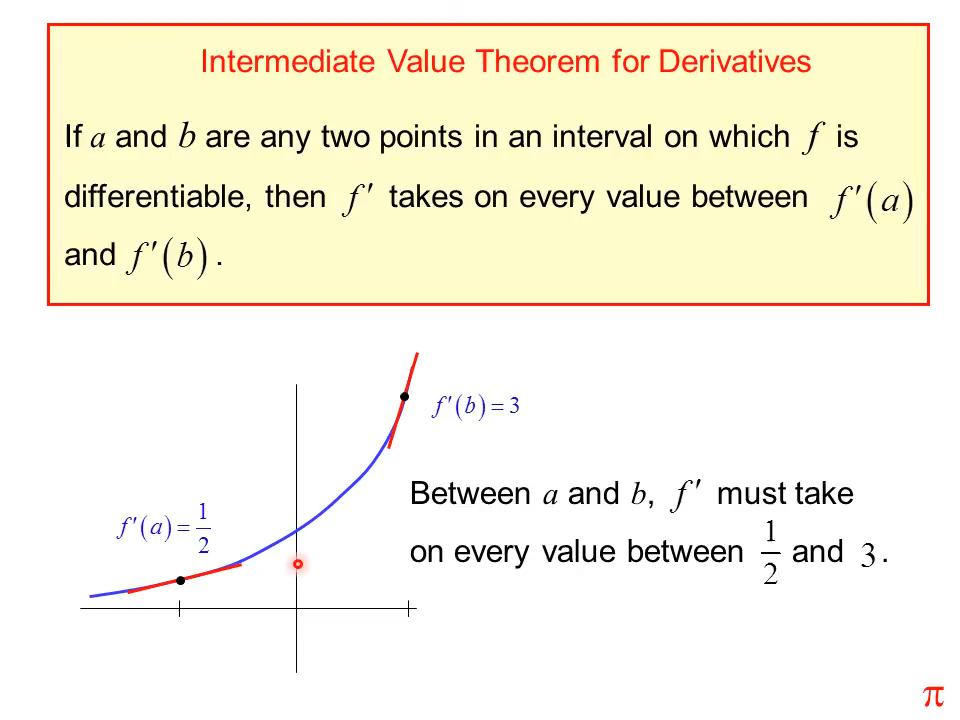 Intermediate Value Theorem for Derivatives
If a and b are any two points in an interval on which f is
differentiable, then f ′ takes on every value between f ′(a)
and f ′(b) .
f ′(b) = 3
Between a and b, f ′ must take
f ′(a) = 1/2
on every value between 1/2 and 3 .
π